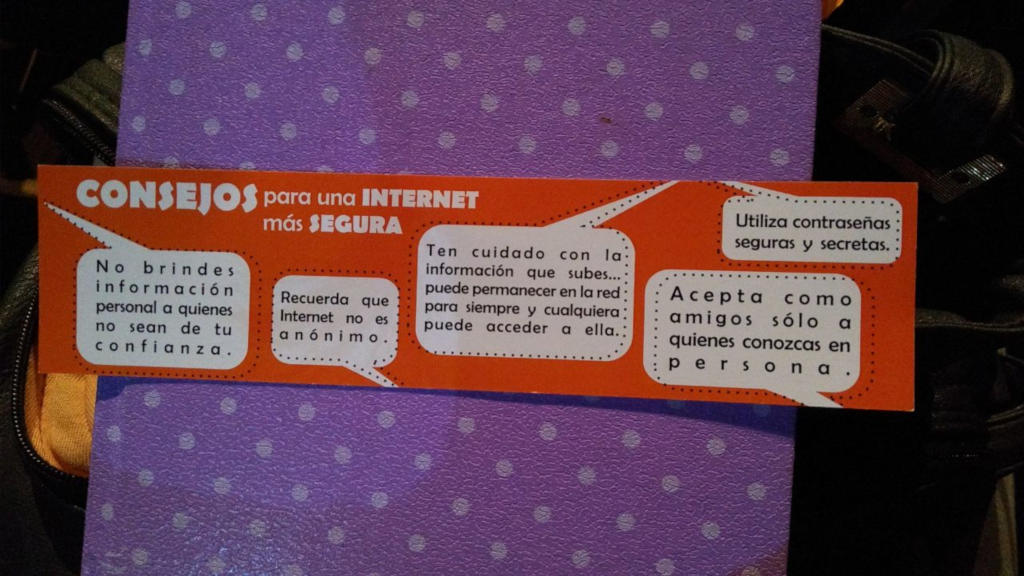 CONSEJOS para una INTERNET
más SEGURA
No brindes
información
personal a quienes
no sean de tu
confianza.
Recuerda que
Internet no es
anónimo.
Ten cuidado con la
información que subes...
puede permanecer en la red
para siempre y cualquiera
puede acceder a ella.
Utiliza contraseñas
seguras y secretas.
Acepta como
amigos sólo a
quienes conozcas en
persona.